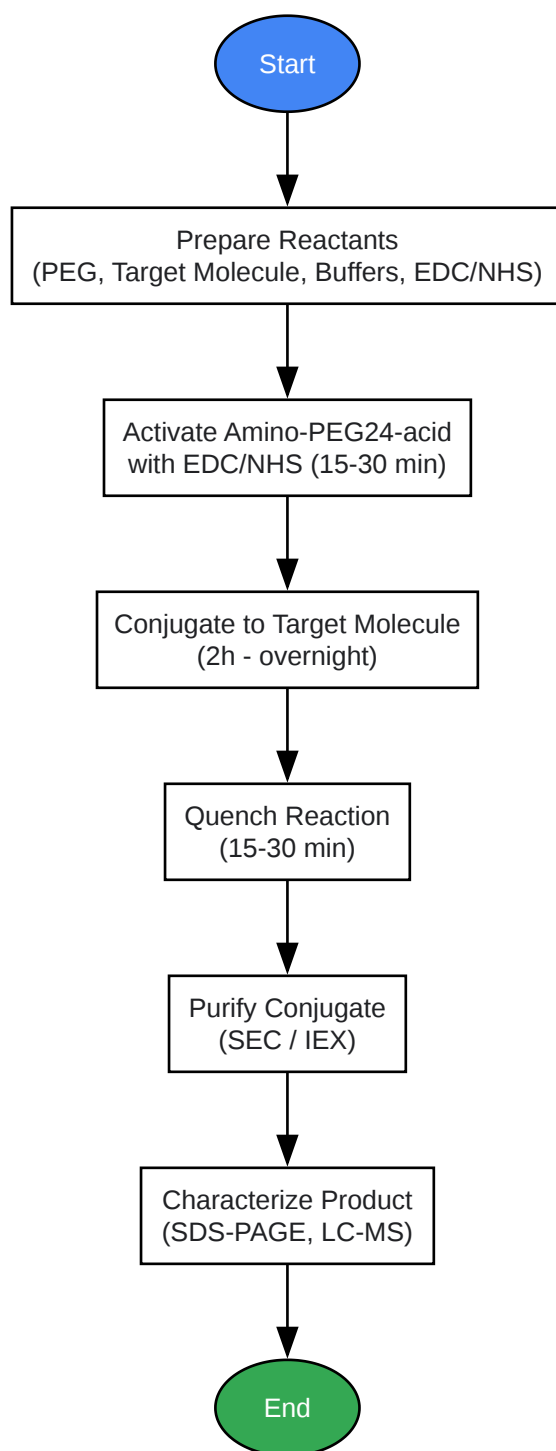 Start
Prepare Reactants
(PEG, Target Molecule, Buffers, EDC/NHS)
Activate Amino-PEG24-acid
with EDC/NHS (15-30 min)
Conjugate to Target Molecule
(2h - overnight)
Quench Reaction
(15-30 min)
Purify Conjugate
(SEC / IEX)
Characterize Product
(SDS-PAGE, LC-MS)
End